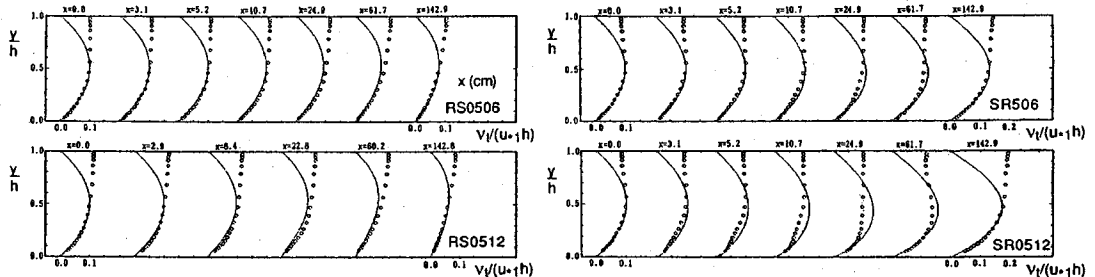 x=0.0 x=3.1 x=5.2 x=10.7 x=24.9 x=61.7 x=142.9
1.0
y/h
0.5
x (cm)
RS0506
0.0
0.0 0.1 0.0 0.1 νt/(u*1h)
x=0.0 x=2.9 x=8.4 x=22.8 x=60.2 x=142.8
1.0
y/h
0.5
RS0512
0.0
0.0 0.1 0.0 0.1 νt/(u*1h)
x=0.0 x=3.1 x=5.2 x=10.7 x=24.9 x=61.7 x=142.9
1.0
y/h
0.5
SR506
0.0
0.0 0.1 0.0 0.1 0.2 νt/(u*1h)
x=0.0 x=3.1 x=5.2 x=10.7 x=24.9 x=61.7 x=142.9
1.0
y/h
0.5
SR0512
0.0
0.0 0.1 0.0 0.1 0.2 νt/(u*1h)